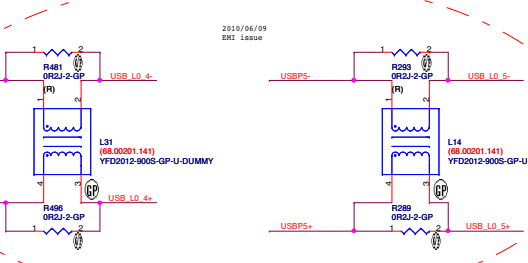 2010/06/09
EMI issue
1 2
R481
0R2J-2-GP
(R)
USB_L0_4-
1 2
L31
(68.00201.141)
YFD2012-900S-GP-U-DUMMY
4 3
GP
USB_L0_4+
R496
0R2J-2-GP
1 2
1 2
R293
0R2J-2-GP
(R)
USBP5-
USB_L0_5-
1 2
L14
(68.00201.141)
YFD2012-900S-GP-U
4 3
GP
R289
0R2J-2-GP
USBP5+
USB_L0_5+
1 2